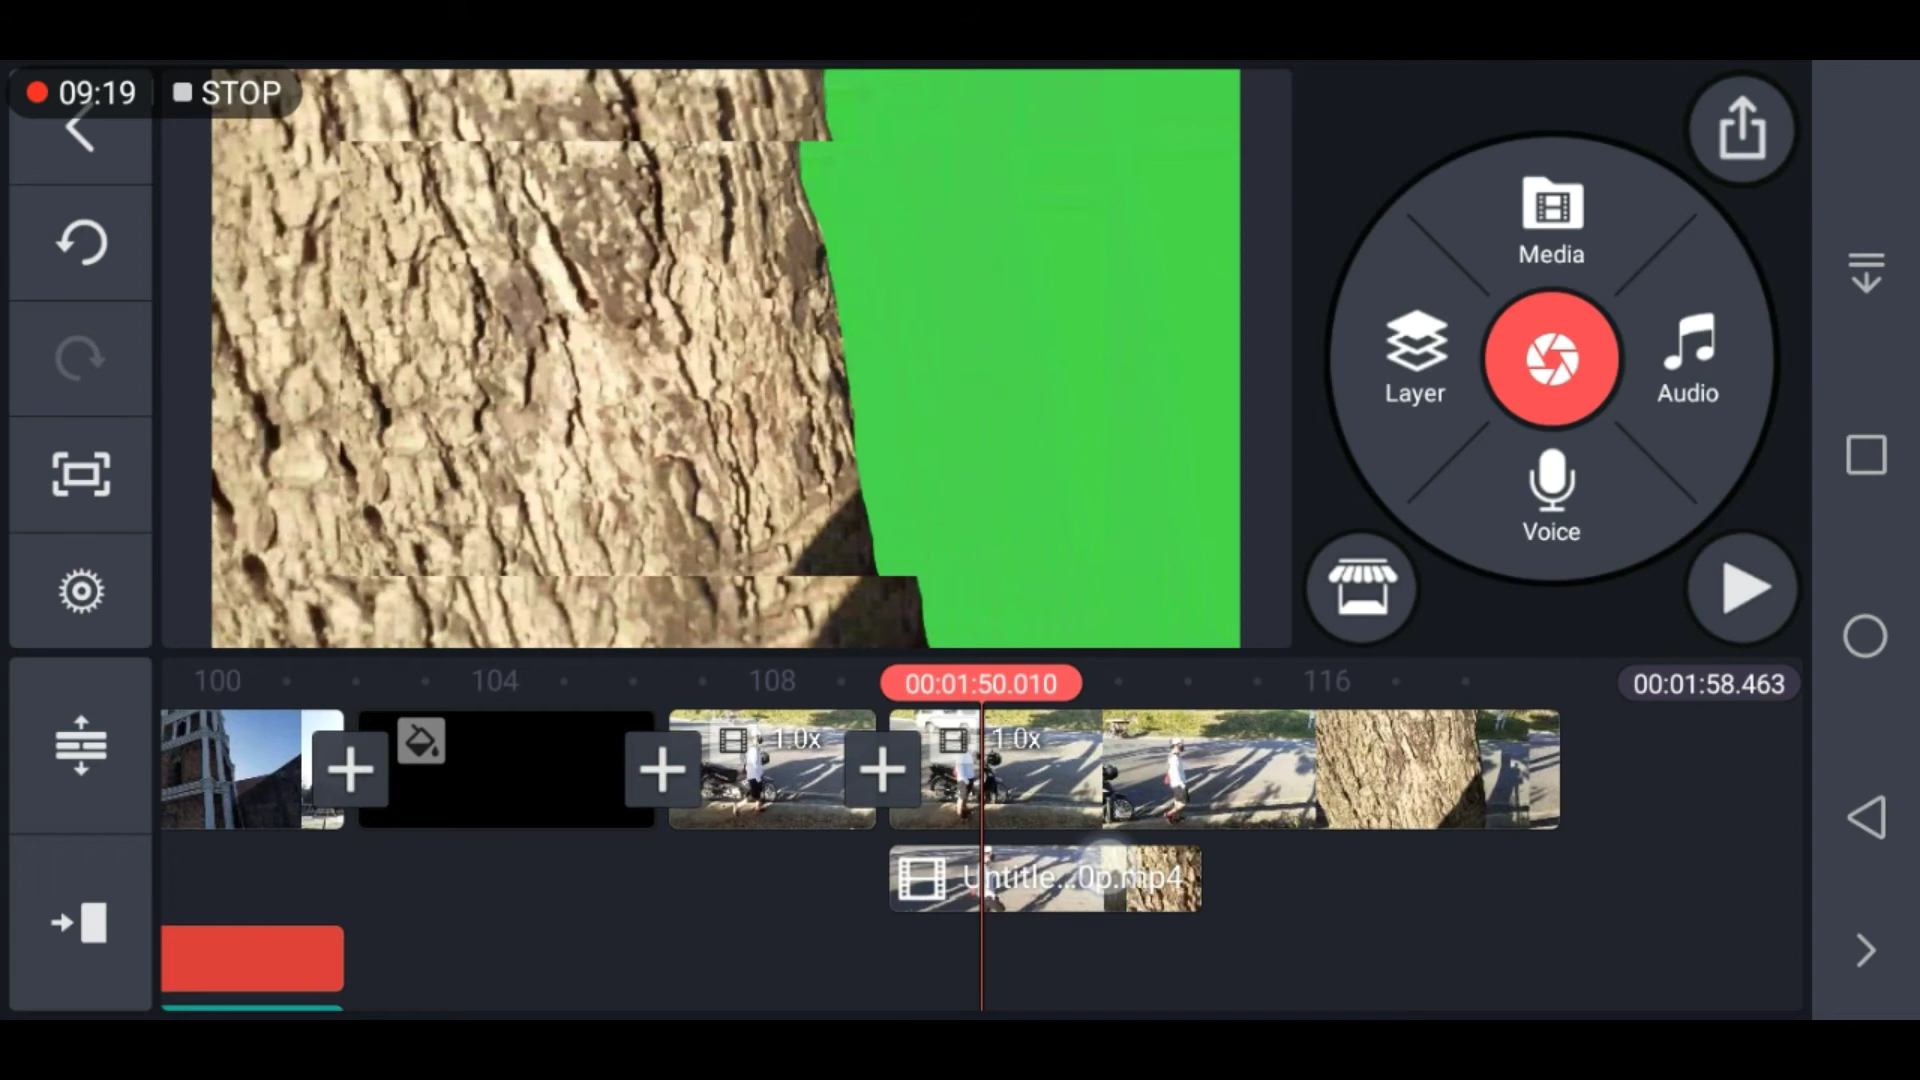 09:19 STOP
Media
Layer
Audio
Voice
100 104 108 00:01:50.010 116 00:01:58.463
1.0x 1.0x
Untitle...0p.mp4